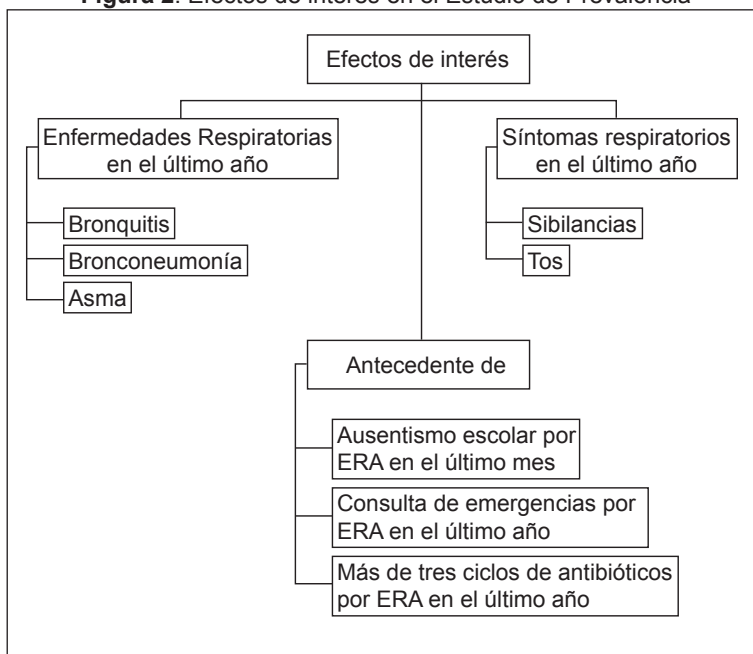 Figura 2. Efectos de interés en el Estudio de Prevalencia
Efectos de interés
Enfermedades Respiratorias
en el último año
Bronquitis
Bronconeumonía
Asma
Síntomas respiratorios
en el último año
Sibilancias
Tos
Antecedente de
Ausentismo escolar por
ERA en el último mes
Consulta de emergencias por
ERA en el último año
Más de tres ciclos de antibióticos
por ERA en el último año